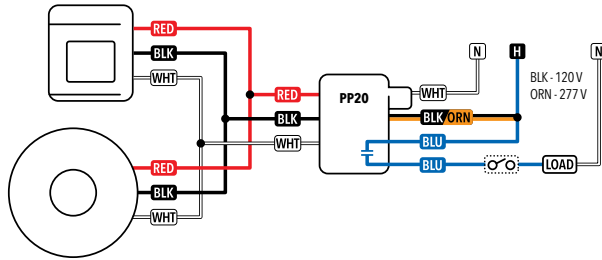 RED
BLK
WHT
RED
BLK
WHT
RED
BLK
WHT
PP20
N
H
N
WHT
BLK/ORN
BLU
BLU
LOAD
BLK - 120 V
ORN - 277 V